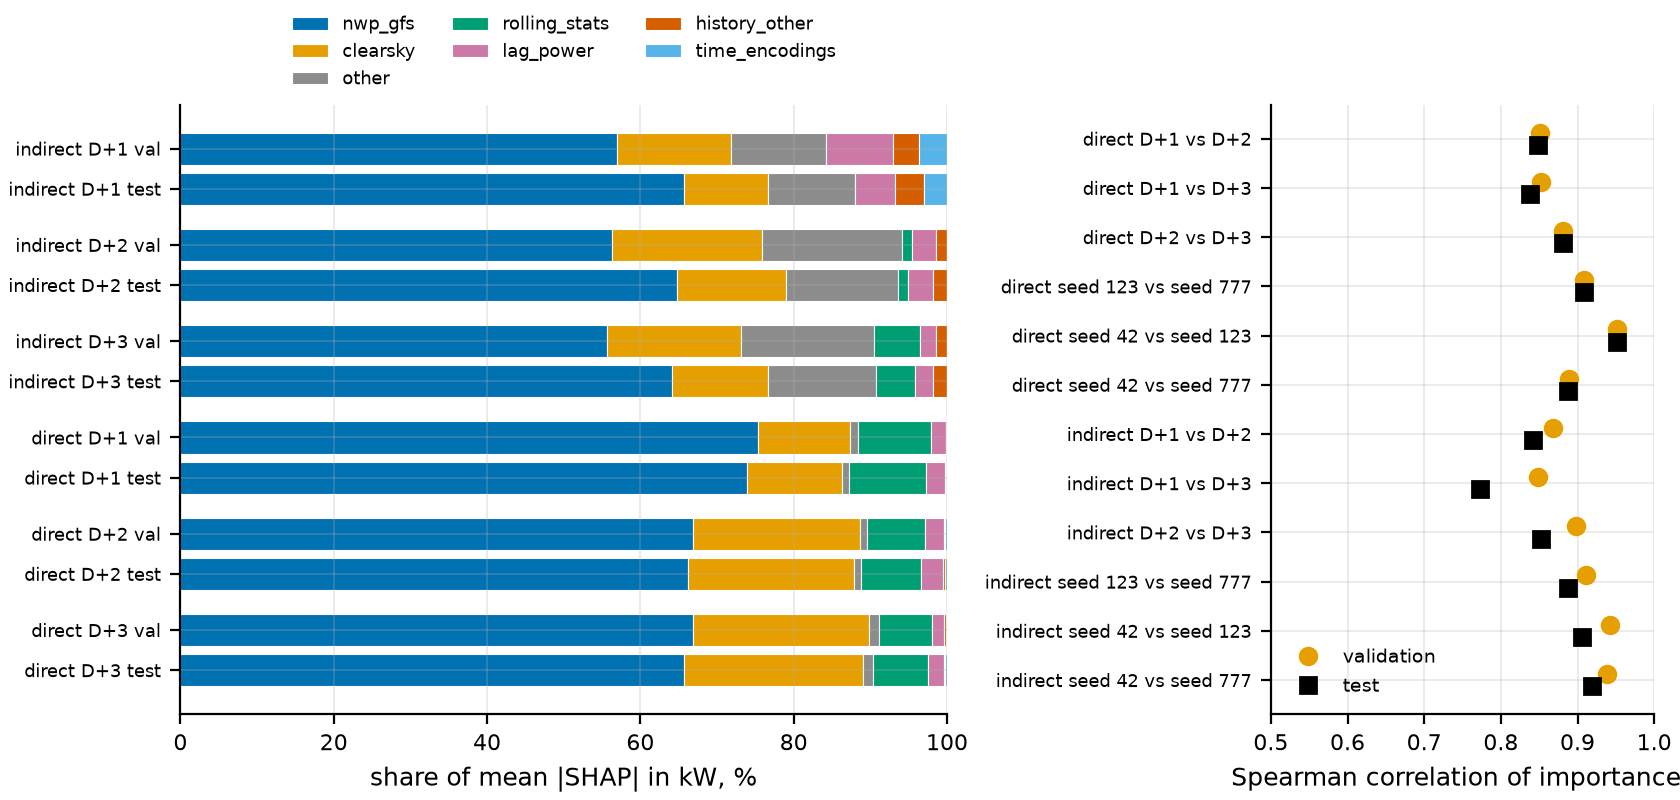 nwp_gfs
clearsky
other
rolling_stats
lag_power
history_other
time_encodings
indirect D+1 val
indirect D+1 test
indirect D+2 val
indirect D+2 test
indirect D+3 val
indirect D+3 test
direct D+1 val
direct D+1 test
direct D+2 val
direct D+2 test
direct D+3 val
direct D+3 test
0 20 40 60 80 100
share of mean |SHAP| in kW, %
direct D+1 vs D+2
direct D+1 vs D+3
direct D+2 vs D+3
direct seed 123 vs seed 777
direct seed 42 vs seed 123
direct seed 42 vs seed 777
indirect D+1 vs D+2
indirect D+1 vs D+3
indirect D+2 vs D+3
indirect seed 123 vs seed 777
indirect seed 42 vs seed 123
indirect seed 42 vs seed 777
validation
test
0.5 0.6 0.7 0.8 0.9 1.0
Spearman correlation of importance